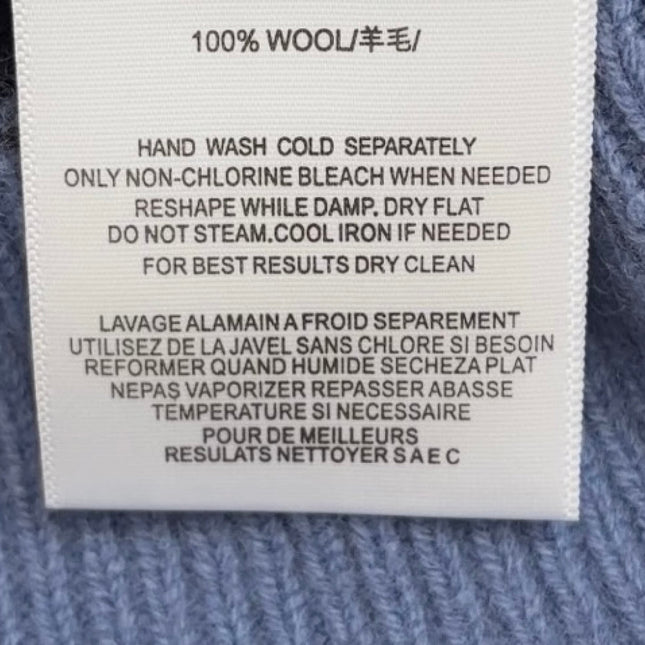 100% WOOL/羊毛/
HAND WASH COLD SEPARATELY
ONLY NON-CHLORINE BLEACH WHEN NEEDED
RESHAPE WHILE DAMP. DRY FLAT
DO NOT STEAM.COOL IRON IF NEEDED
FOR BEST RESULTS DRY CLEAN
LAVAGE ALAMAIN A FROID SEPAREMENT
UTILISEZ DE LA JAVEL SANS CHLORE SI BESOIN
REFORMER QUAND HUMIDE SECHEZA PLAT
NEPAS VAPORIZER REPASSER ABASSE
TEMPERATURE SI NECESSAIRE
POUR DE MEILLEURS
RESULATS NETTOYER S A E C